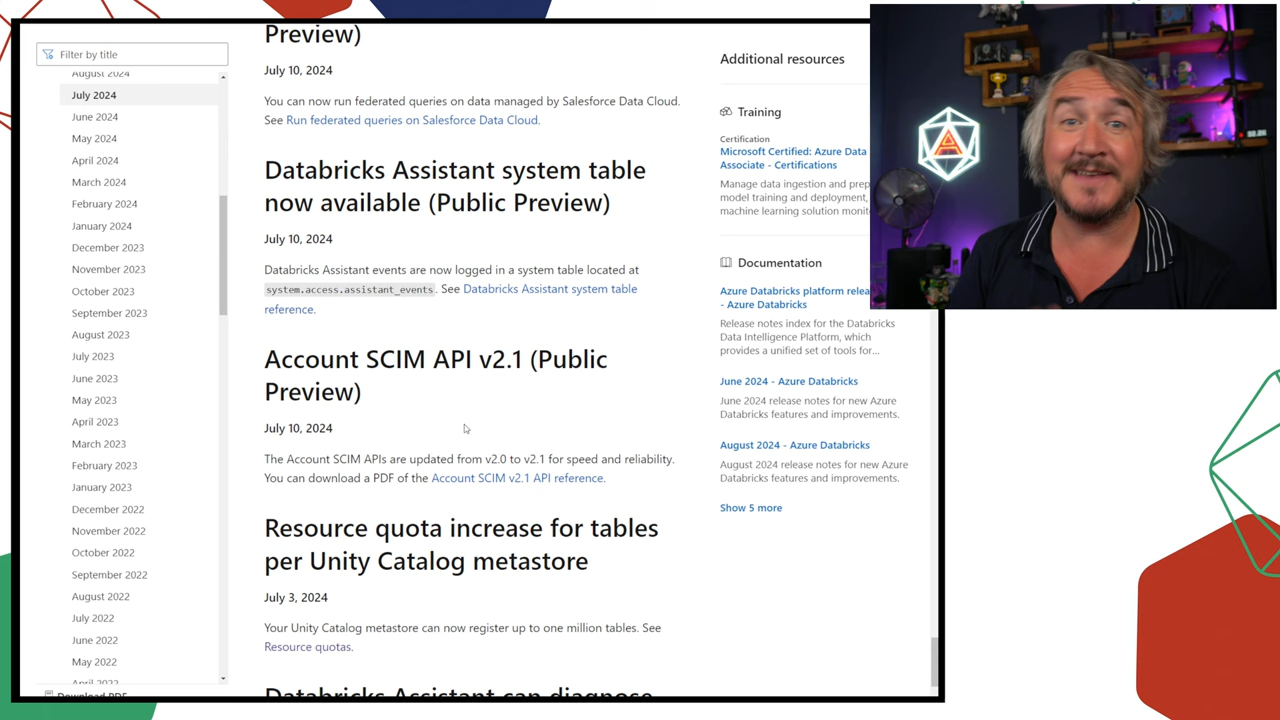 Filter by title
August 2024
July 2024
June 2024
May 2024
April 2024
March 2024
February 2024
January 2024
December 2023
November 2023
October 2023
September 2023
August 2023
July 2023
June 2023
May 2023
April 2023
March 2023
February 2023
January 2023
December 2022
November 2022
October 2022
September 2022
August 2022
July 2022
June 2022
May 2022
April 2022
Download PDF
Preview)
July 10, 2024
You can now run federated queries on data managed by Salesforce Data Cloud.
See Run federated queries on Salesforce Data Cloud.
Databricks Assistant system table
now available (Public Preview)
July 10, 2024
Databricks Assistant events are now logged in a system table located at
system.access.assistant_events. See Databricks Assistant system table
reference.
Account SCIM API v2.1 (Public
Preview)
July 10, 2024
The Account SCIM APIs are updated from v2.0 to v2.1 for speed and reliability.
You can download a PDF of the Account SCIM v2.1 API reference.
Resource quota increase for tables
per Unity Catalog metastore
July 3, 2024
Your Unity Catalog metastore can now register up to one million tables. See
Resource quotas.
Databricks Assistant can diagnose
Additional resources
Training
Certification
Microsoft Certified: Azure Data
Associate - Certifications
Manage data ingestion and prep
model training and deployment,
machine learning solution monit
Documentation
Azure Databricks platform relea
- Azure Databricks
Release notes index for the Databricks
Data Intelligence Platform, which
provides a unified set of tools for...
June 2024 - Azure Databricks
June 2024 release notes for new Azure
Databricks features and improvements.
August 2024 - Azure Databricks
August 2024 release notes for new Azure
Databricks features and improvements.
Show 5 more
A